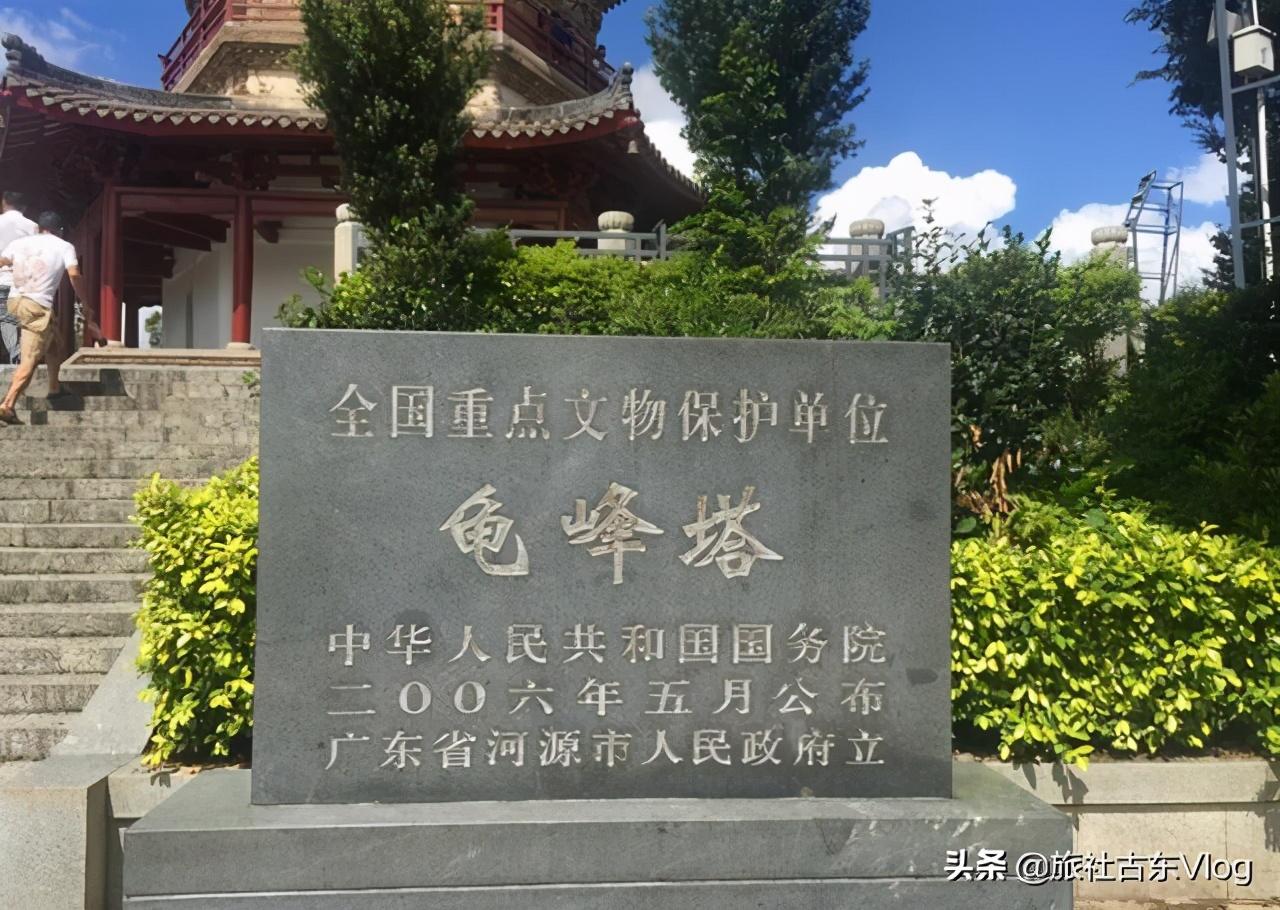 全国重点文物保护单位
龟峰塔
中华人民共和国国务院
二〇〇六年五月公布
广东省河源市人民政府立
头条 @旅社古东Vlog